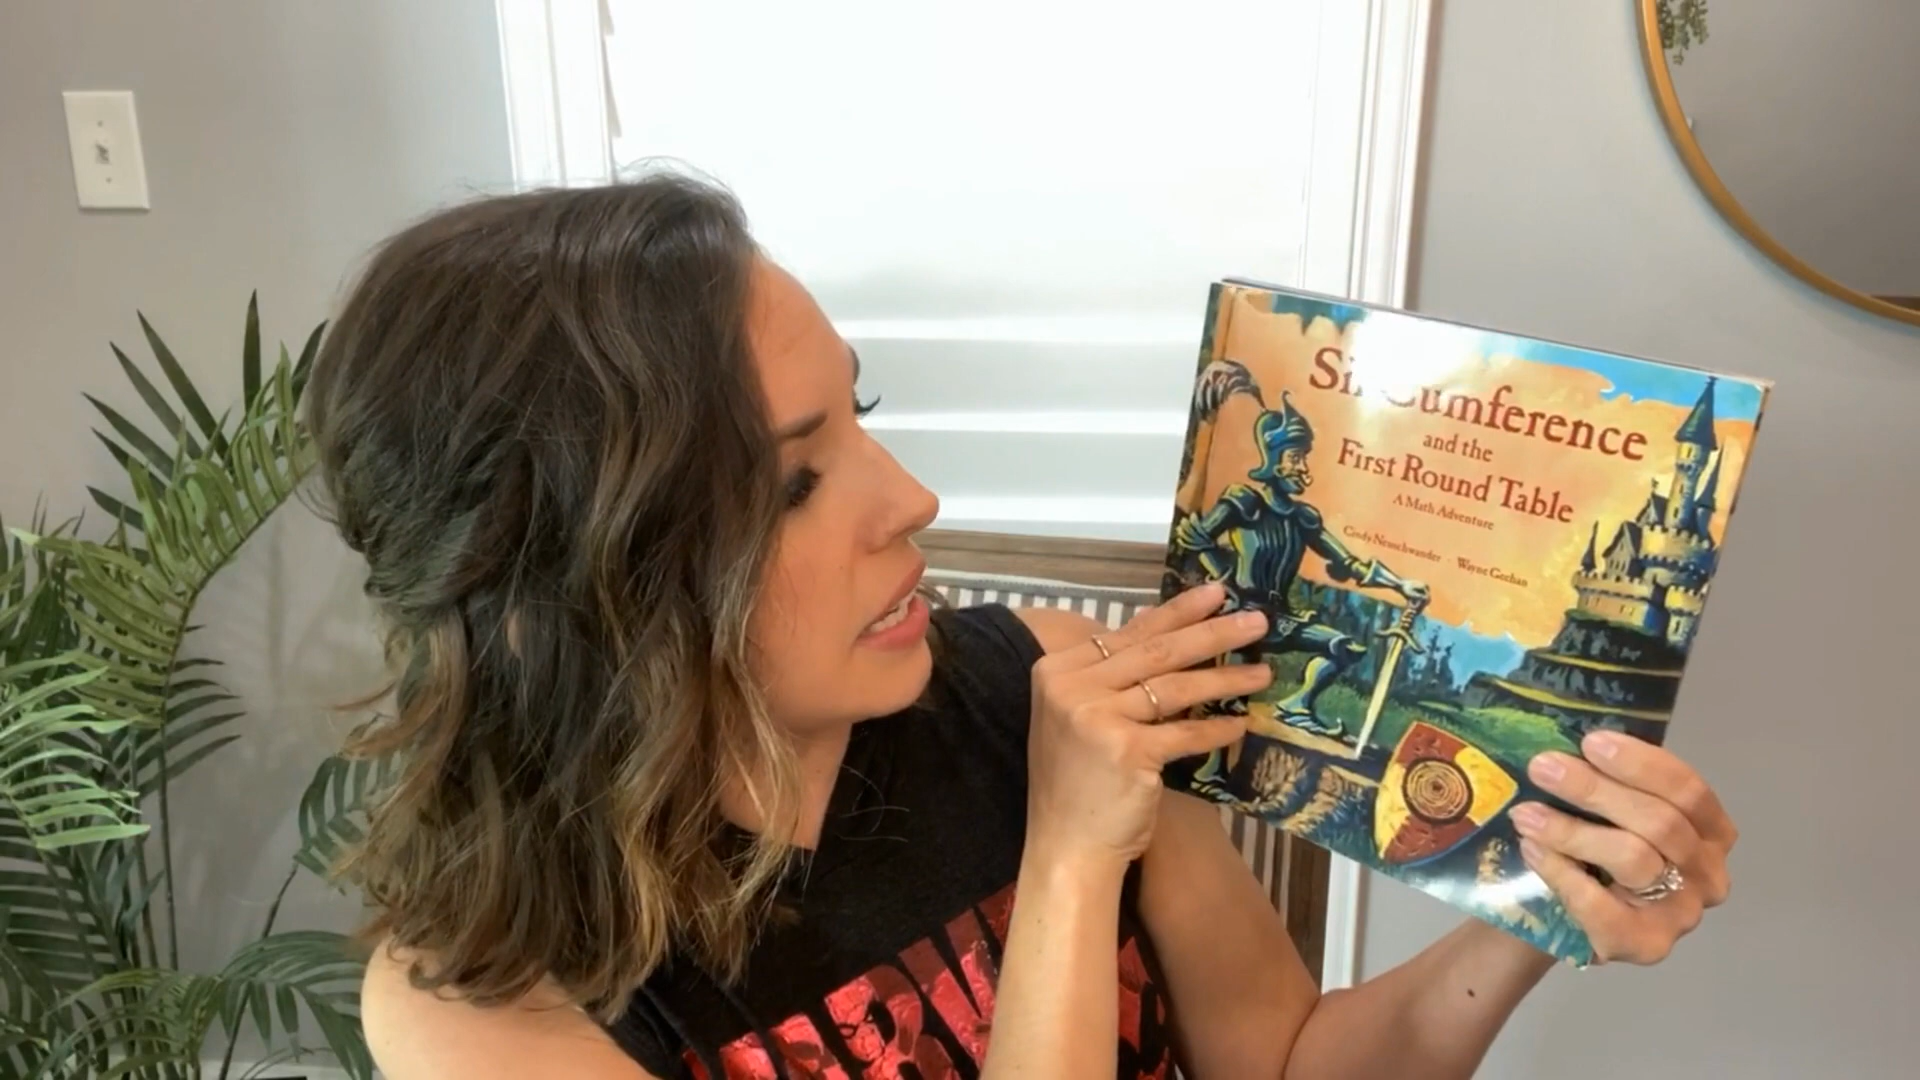 Sir Cumference
and the
First Round Table
A Math Adventure
Cindy Neuschwander · Wayne Geehan